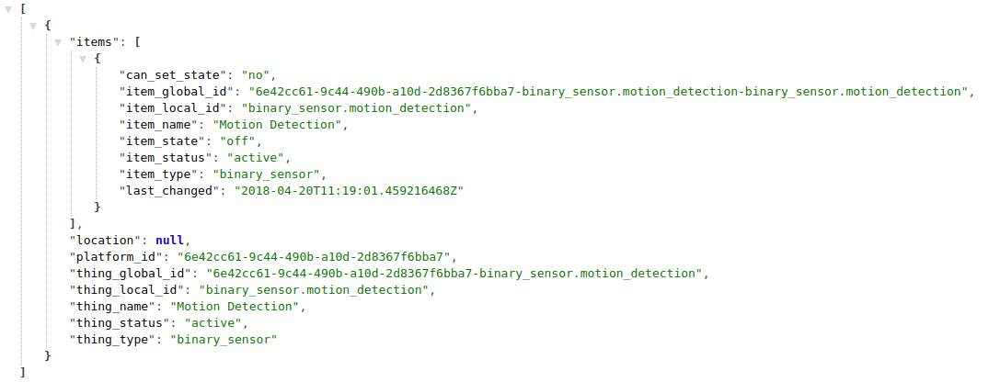 [
{
"items": [
{
"can_set_state": "no",
"item_global_id": "6e42cc61-9c44-490b-a10d-2d8367f6bba7-binary_sensor.motion_detection-binary_sensor.motion_detection",
"item_local_id": "binary_sensor.motion_detection",
"item_name": "Motion Detection",
"item_state": "off",
"item_status": "active",
"item_type": "binary_sensor",
"last_changed": "2018-04-20T11:19:01.459216468Z"
}
],
"location": null,
"platform_id": "6e42cc61-9c44-490b-a10d-2d8367f6bba7",
"thing_global_id": "6e42cc61-9c44-490b-a10d-2d8367f6bba7-binary_sensor.motion_detection",
"thing_local_id": "binary_sensor.motion_detection",
"thing_name": "Motion Detection",
"thing_status": "active",
"thing_type": "binary_sensor"
}
]